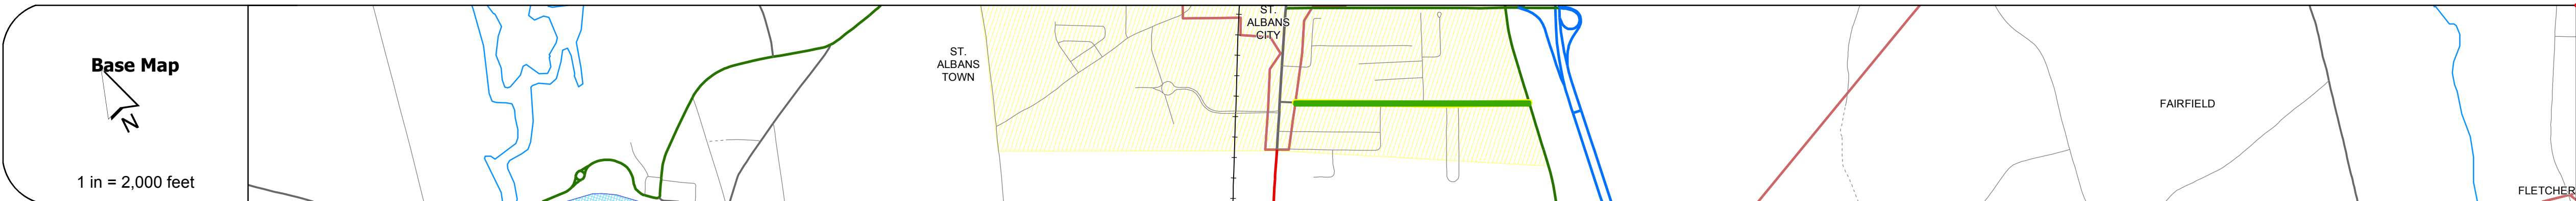 Base Map
N
1 in = 2,000 feet
ST.
ALBANS
TOWN
ST.
ALBANS
CITY
FAIRFIELD
FLETCHER